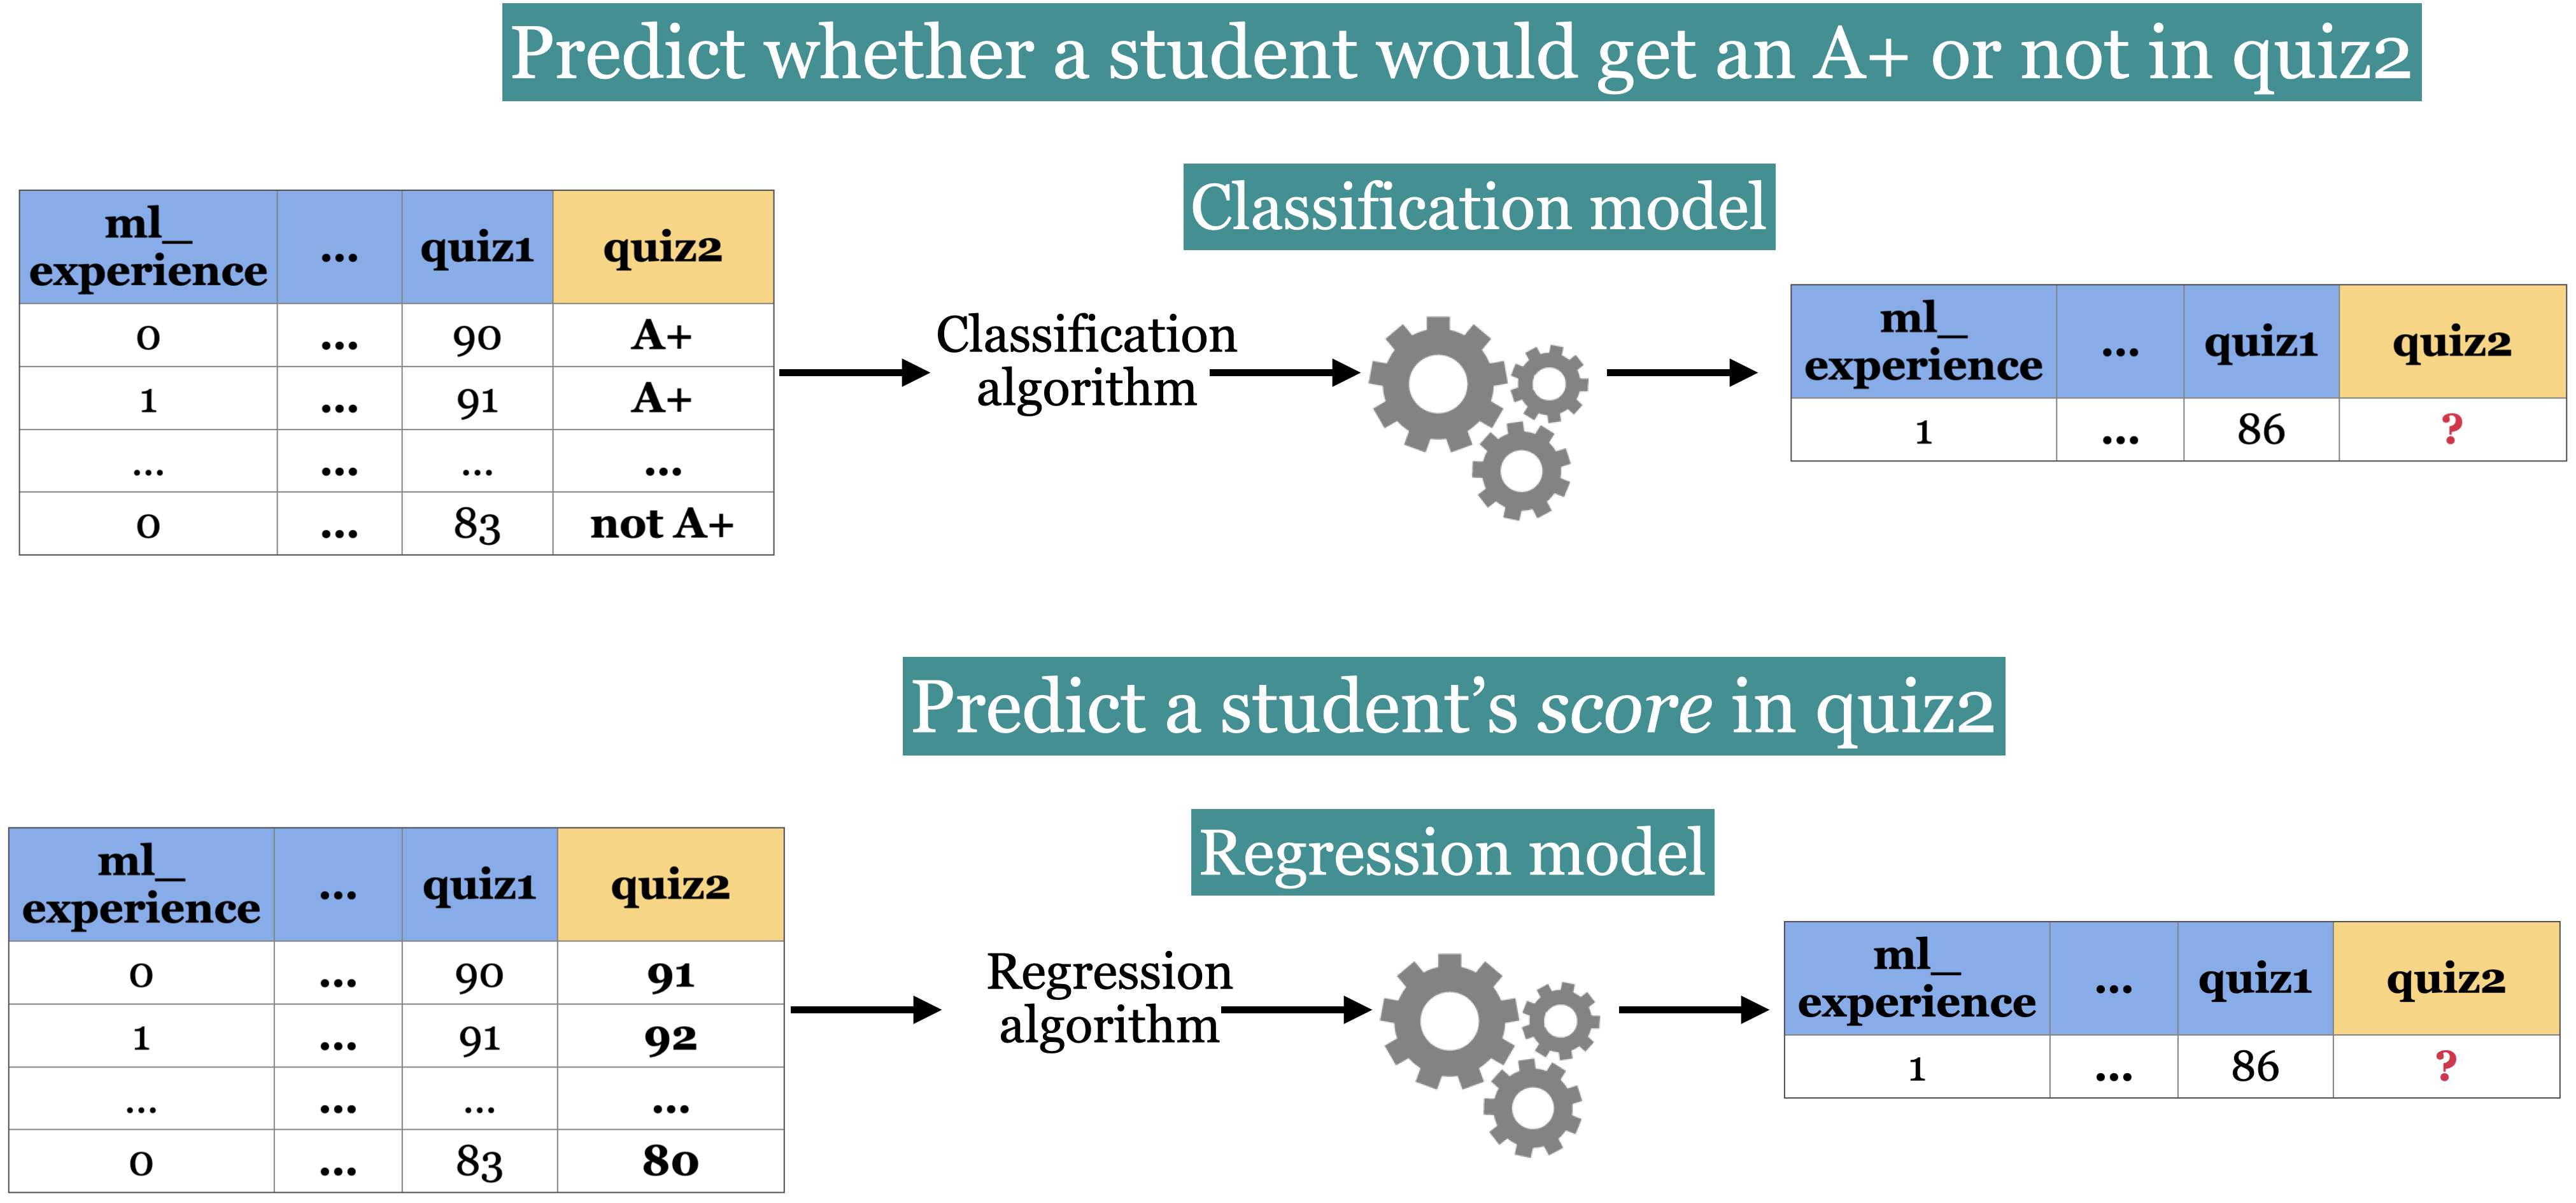 Predict whether a student would get an A+ or not in quiz2
Classification model
ml_
experience
... quiz1 quiz2
0 ... 90 A+
1 ... 91 A+
... ... ... ...
0 ... 83 not A+
Classification
algorithm
ml_
experience
... quiz1 quiz2
1 ... 86 ?
Predict a student’s score in quiz2
Regression model
ml_
experience
... quiz1 quiz2
0 ... 90 91
1 ... 91 92
... ... ... ...
0 ... 83 80
Regression
algorithm
ml_
experience
... quiz1 quiz2
1 ... 86 ?